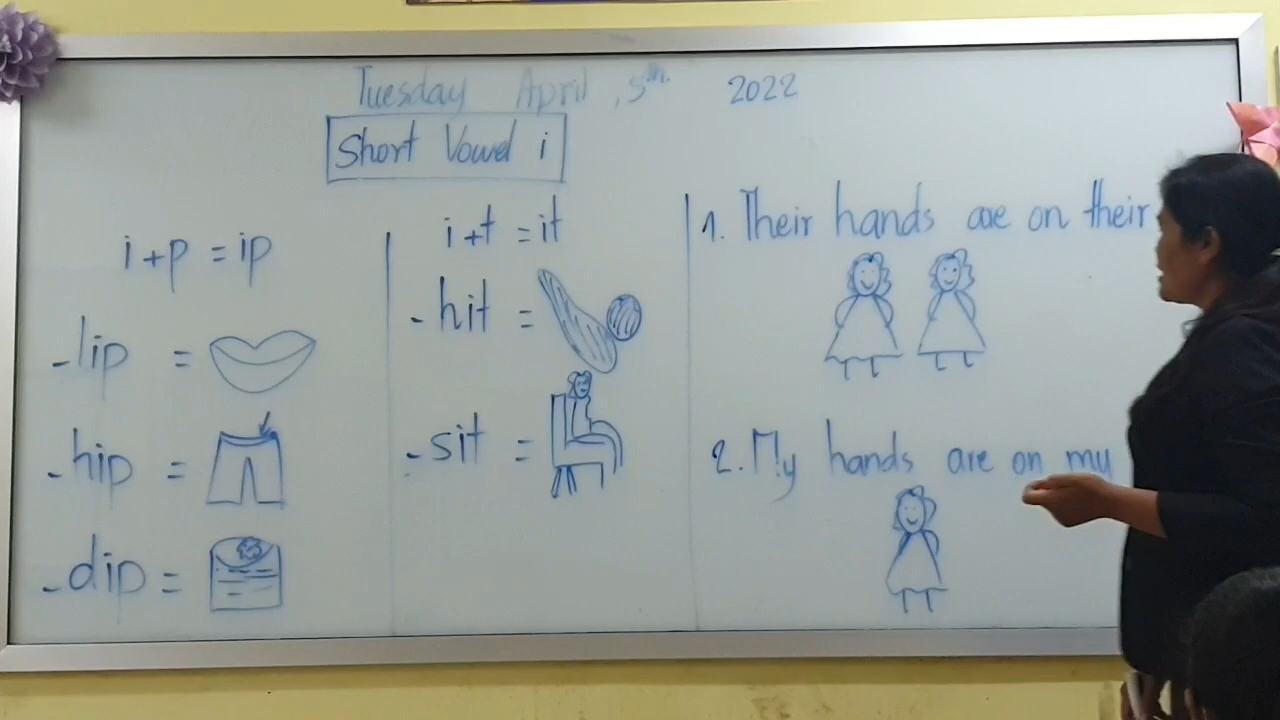 Tuesday April, 5th. 2022
Short Vowel i
i+p = ip
-lip =
-hip =
-dip =
i+t = it
-hit =
-sit =
1. Their hands are on their
2. My hands are on my